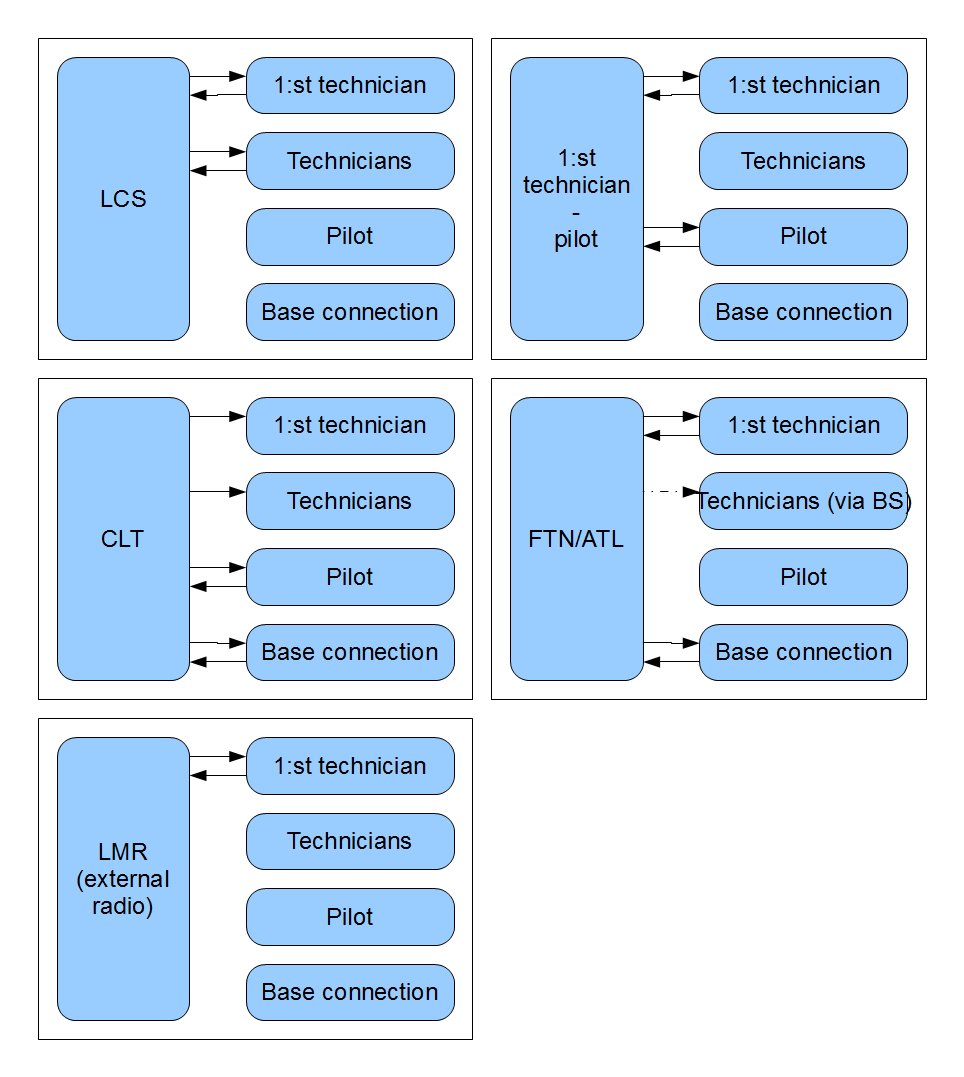 LCS
1:st technician
Technicians
Pilot
Base connection
1:st
technician
-
pilot
1:st technician
Technicians
Pilot
Base connection
CLT
1:st technician
Technicians
Pilot
Base connection
FTN/ATL
1:st technician
Technicians (via BS)
Pilot
Base connection
LMR
(external
radio)
1:st technician
Technicians
Pilot
Base connection